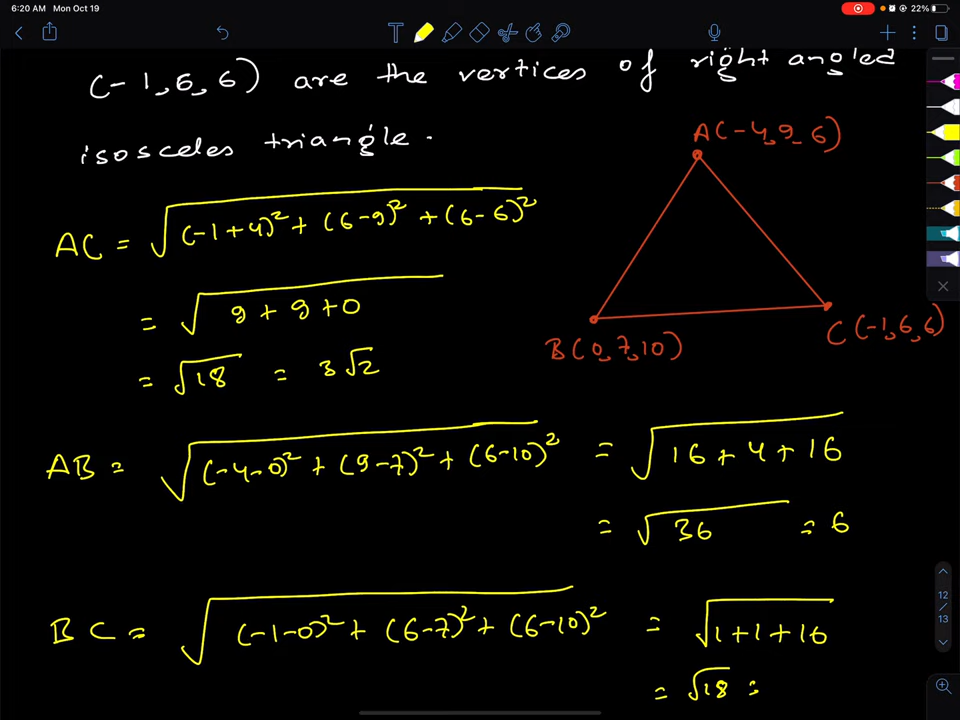 6:20 AM Mon Oct 19
22%
(-1, 6, 6) are the vertices of right angled
isosceles triangle.
A(-4, 9, 6)
AC = √((-1+4)² + (6-9)² + (6-6)²)
= √(9 + 9 + 0)
B(0, 7, 10)
C(-1, 6, 6)
= √18 = 3√2
AB = √((-4-0)² + (9-7)² + (6-10)²) = √(16 + 4 + 16)
= √36 = 6
BC = √((-1-0)² + (6-7)² + (6-10)²) = √(1+1+16)
= √18 =
12
/
13